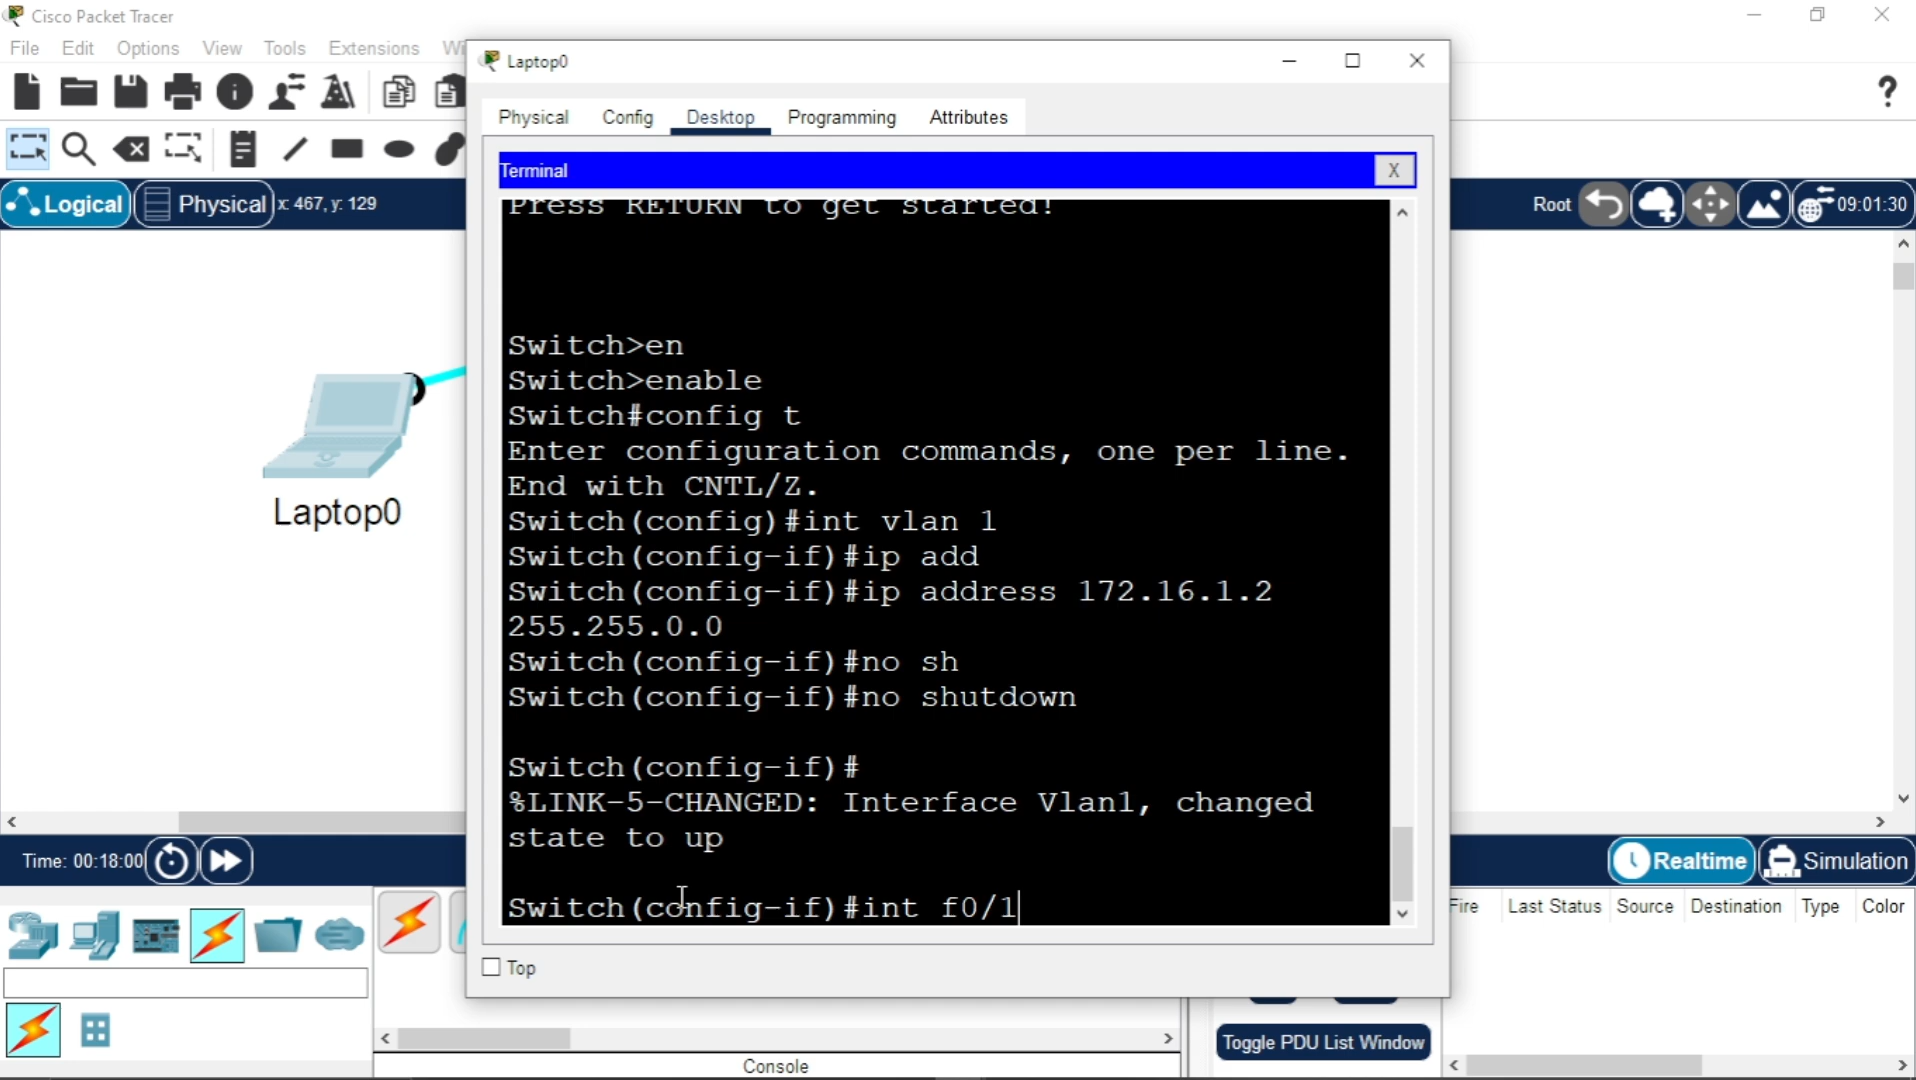 Cisco Packet Tracer
File Edit Options View Tools Extensions
Laptop0
Physical Config Desktop Programming Attributes
Logical Physical x: 467, y: 129
Root 09:01:30
Terminal X
Press RETURN to get started!
Switch>en
Switch>enable
Switch#config t
Enter configuration commands, one per line.
End with CNTL/Z.
Switch(config)#int vlan 1
Switch(config-if)#ip add
Switch(config-if)#ip address 172.16.1.2
255.255.0.0
Switch(config-if)#no sh
Switch(config-if)#no shutdown
Switch(config-if)#
%LINK-5-CHANGED: Interface Vlan1, changed
state to up
Switch(config-if)#int f0/1
Laptop0
Top
Time: 00:18:00
Realtime Simulation
Fire Last Status Source Destination Type Color
Toggle PDU List Window
Console